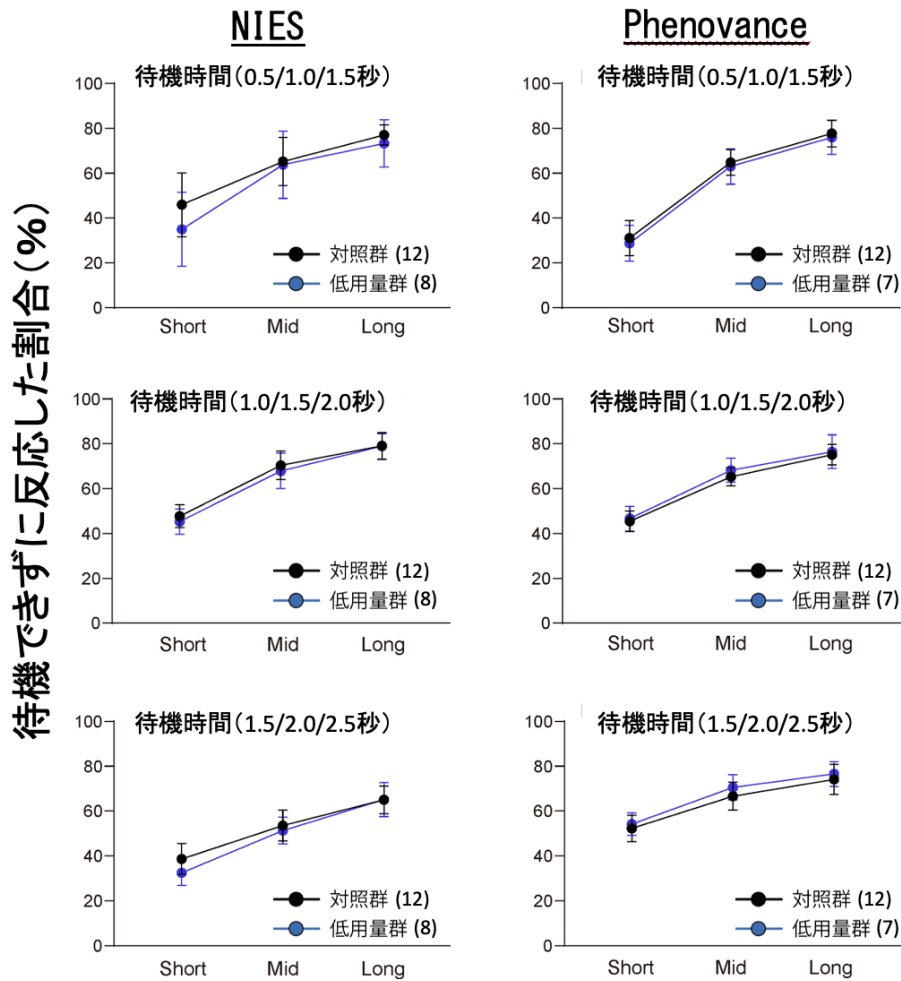 NIES
Phenovance
待機できずに反応した割合(%)
待機時間(0.5/1.0/1.5秒)
100
80
60
40
20
0
対照群 (12)
低用量群 (8)
Short Mid Long
待機時間(0.5/1.0/1.5秒)
100
80
60
40
20
0
対照群 (12)
低用量群 (7)
Short Mid Long
待機時間(1.0/1.5/2.0秒)
100
80
60
40
20
0
対照群 (12)
低用量群 (8)
Short Mid Long
待機時間(1.0/1.5/2.0秒)
100
80
60
40
20
0
対照群 (12)
低用量群 (7)
Short Mid Long
待機時間(1.5/2.0/2.5秒)
100
80
60
40
20
0
対照群 (12)
低用量群 (8)
Short Mid Long
待機時間(1.5/2.0/2.5秒)
100
80
60
40
20
0
対照群 (12)
低用量群 (7)
Short Mid Long